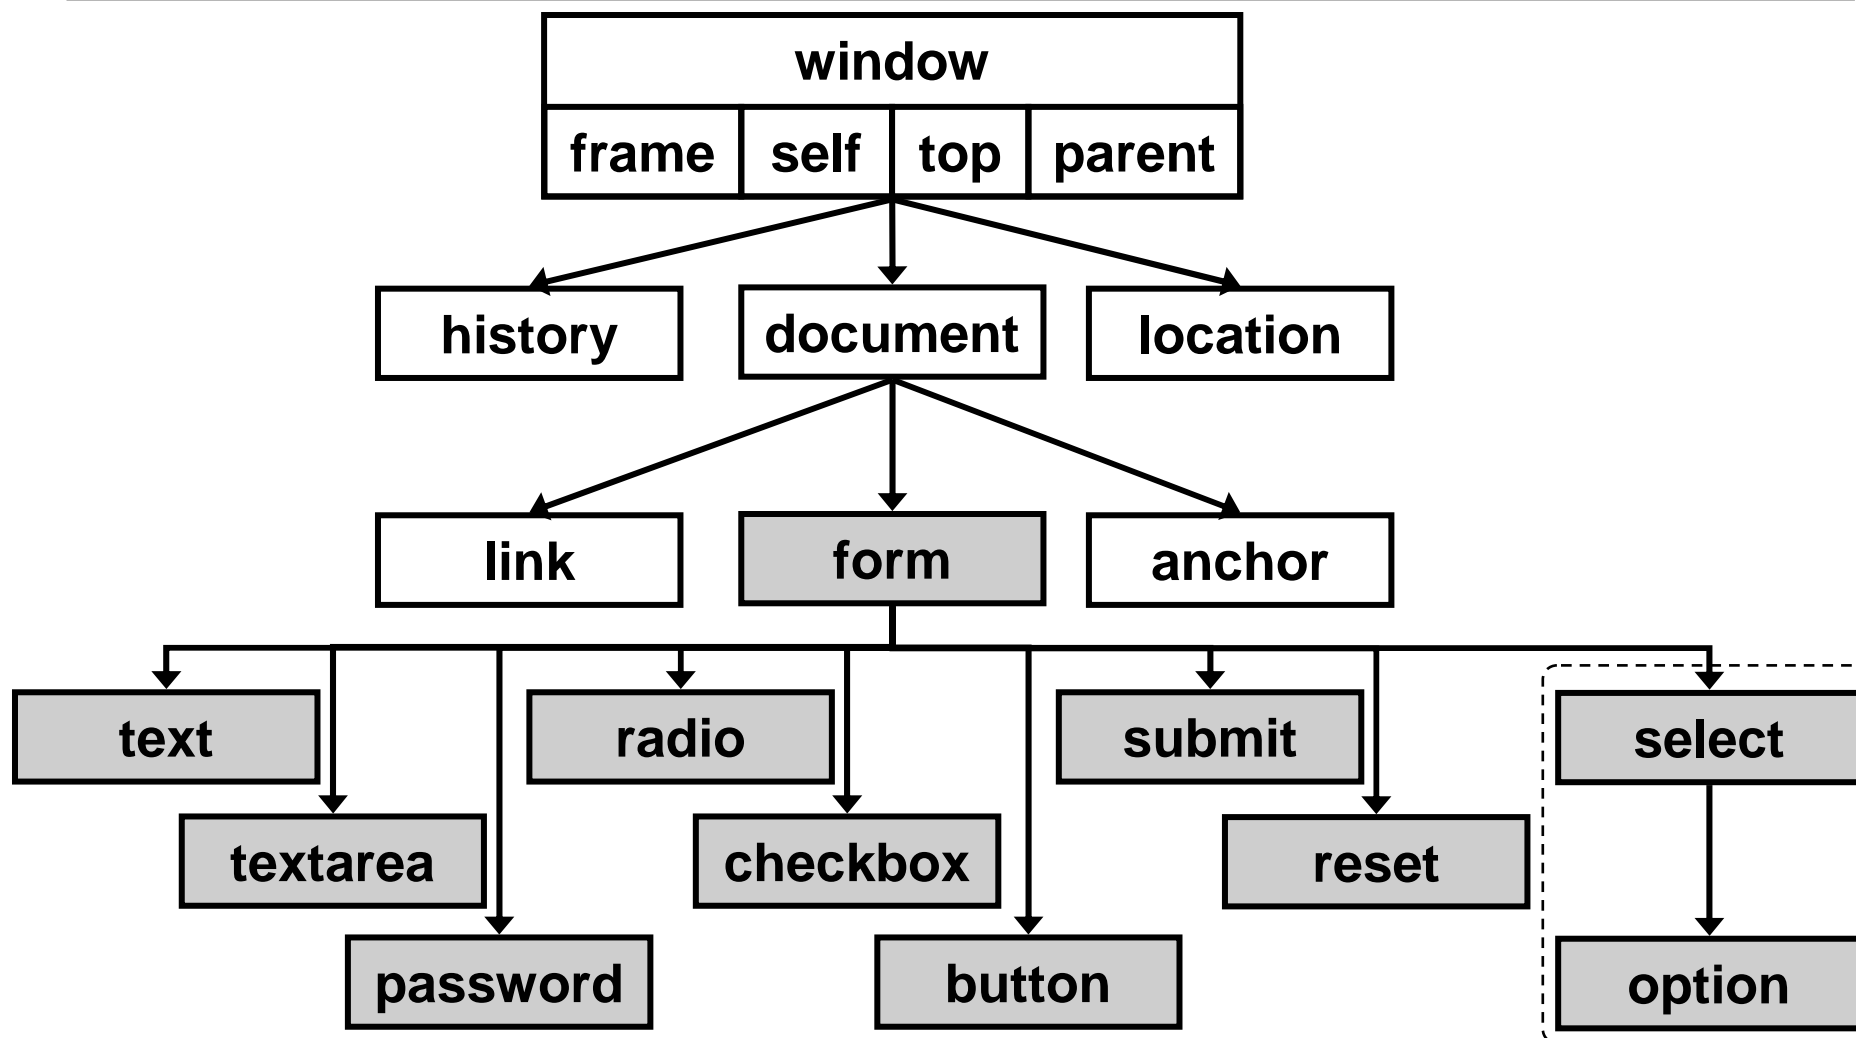 window
frame self top parent
history document location
link form anchor
text radio submit select
textarea checkbox reset
password button option